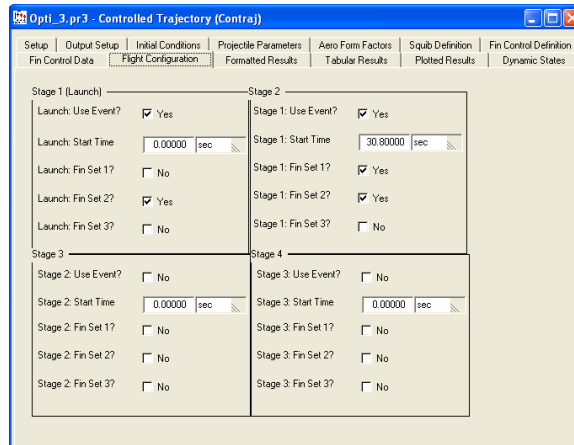 Opti_3.pr3 - Controlled Trajectory (Contraj)
Setup Output Setup Initial Conditions Projectile Parameters Aero Form Factors Squib Definition Fin Control Definition
Fin Control Data Flight Configuration Formatted Results Tabular Results Plotted Results Dynamic States
Stage 1 (Launch)
Launch: Use Event? Yes
Launch: Start Time 0.00000 sec
Launch: Fin Set 1? No
Launch: Fin Set 2? Yes
Launch: Fin Set 3? No
Stage 2
Stage 1: Use Event? Yes
Stage 1: Start Time 30.80000 sec
Stage 1: Fin Set 1? Yes
Stage 1: Fin Set 2? Yes
Stage 1: Fin Set 3? No
Stage 3
Stage 2: Use Event? No
Stage 2: Start Time 0.00000 sec
Stage 2: Fin Set 1? No
Stage 2: Fin Set 2? No
Stage 2: Fin Set 3? No
Stage 4
Stage 3: Use Event? No
Stage 3: Start Time 0.00000 sec
Stage 3: Fin Set 1? No
Stage 3: Fin Set 2? No
Stage 3: Fin Set 3? No